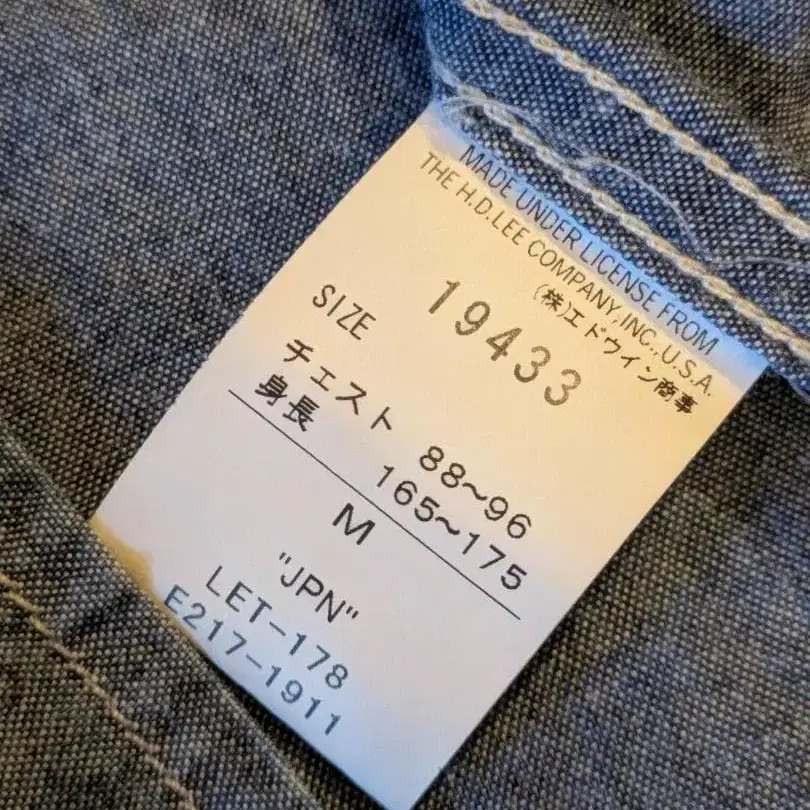 MADE UNDER LICENSE FROM
THE H.D.LEE COMPANY,INC.,U.S.A.
(株)エドウイン商事
19433
SIZE
チェスト 88~96
身長 165~175
M
"JPN"
LET-178
E217-1911